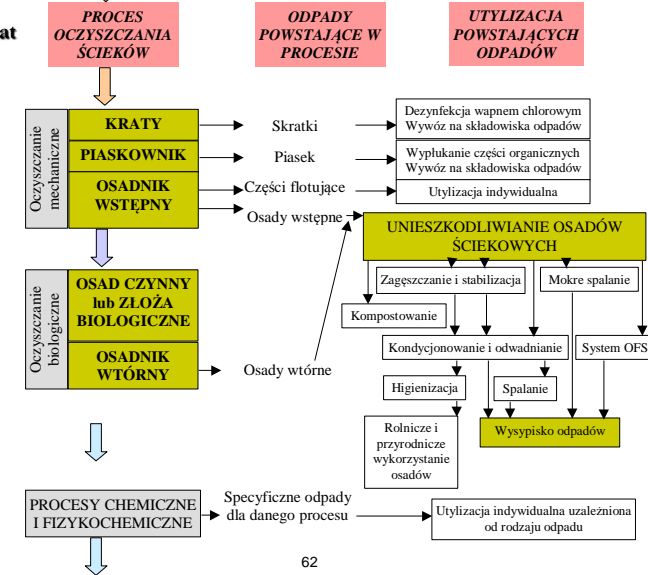 at
PROCES
OCZYSZCZANIA
ŚCIEKÓW
ODPADY
POWSTAJĄCE W
PROCESIE
UTYLIZACJA
POWSTAJĄCYCH
ODPADÓW
Oczyszczanie
mechaniczne
KRATY
Skratki
Dezynfekcja wapnem chlorowym
Wywóz na składowiska odpadów
PIASKOWNIK
Piasek
Wypłukanie części organicznych
Wywóz na składowiska odpadów
OSADNIK
WSTĘPNY
Części flotujące
Utylizacja indywidualna
Osady wstępne
UNIESZKODLIWIANIE OSADÓW
ŚCIEKOWYCH
Oczyszczanie
biologiczne
OSAD CZYNNY
lub ZŁOŻA
BIOLOGICZNE
OSADNIK
WTÓRNY
Osady wtórne
Zagęszczanie i stabilizacja
Mokre spalanie
Kompostowanie
Kondycjonowanie i odwadnianie
System OFS
Higienizacja
Spalanie
Rolnicze i
przyrodnicze
wykorzystanie
osadów
Wysypisko odpadów
PROCESY CHEMICZNE
I FIZYKOCHEMICZNE
Specyficzne odpady
dla danego procesu
Utylizacja indywidualna uzależniona
od rodzaju odpadu
62